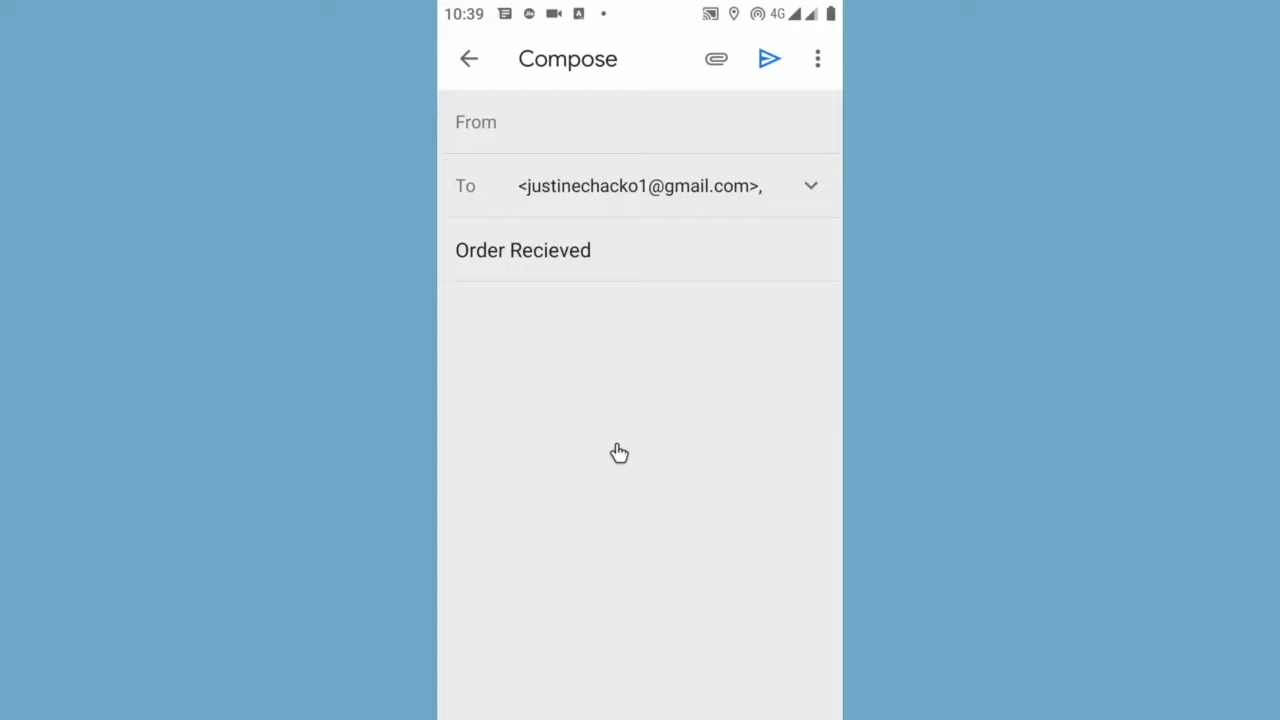 10:39 4G
Compose
From
To <justinechacko1@gmail.com>,
Order Recieved